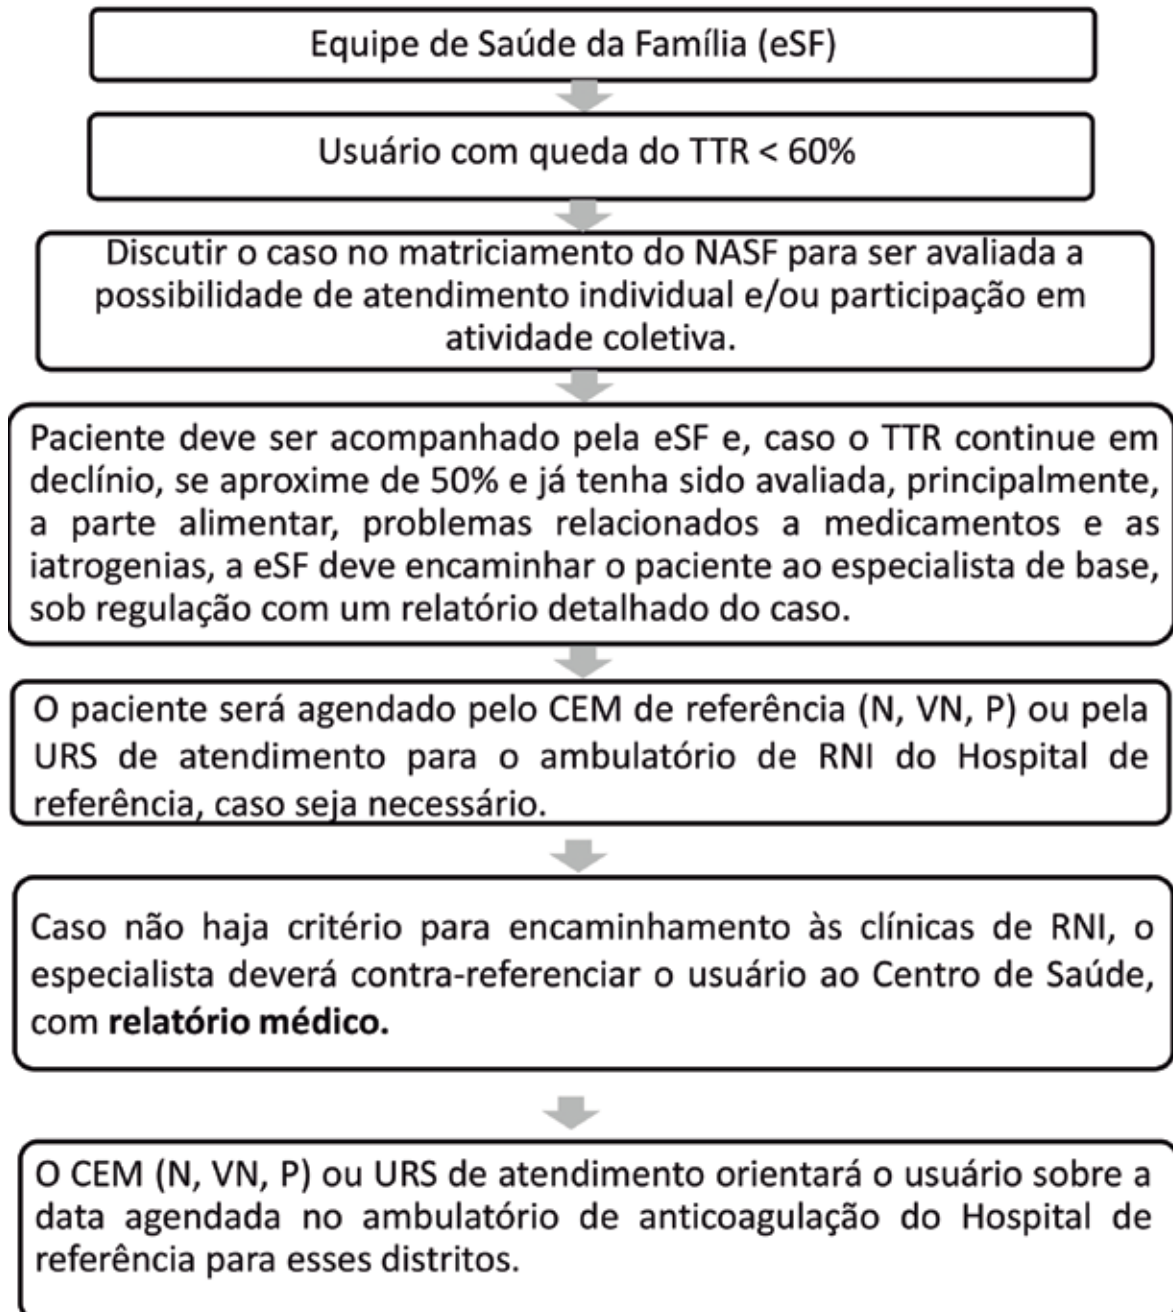 Equipe de Saúde da Família (eSF)
Usuário com queda do TTR < 60%
Discutir o caso no matriciamento do NASF para ser avaliada a
possibilidade de atendimento individual e/ou participação em
atividade coletiva.
Paciente deve ser acompanhado pela eSF e, caso o TTR continue em
declínio, se aproxime de 50% e já tenha sido avaliada, principalmente,
a parte alimentar, problemas relacionados a medicamentos e as
iatrogenias, a eSF deve encaminhar o paciente ao especialista de base,
sob regulação com um relatório detalhado do caso.
O paciente será agendado pelo CEM de referência (N, VN, P) ou pela
URS de atendimento para o ambulatório de RNI do Hospital de
referência, caso seja necessário.
Caso não haja critério para encaminhamento às clínicas de RNI, o
especialista deverá contra-referenciar o usuário ao Centro de Saúde,
com relatório médico.
O CEM (N, VN, P) ou URS de atendimento orientará o usuário sobre a
data agendada no ambulatório de anticoagulação do Hospital de
referência para esses distritos.